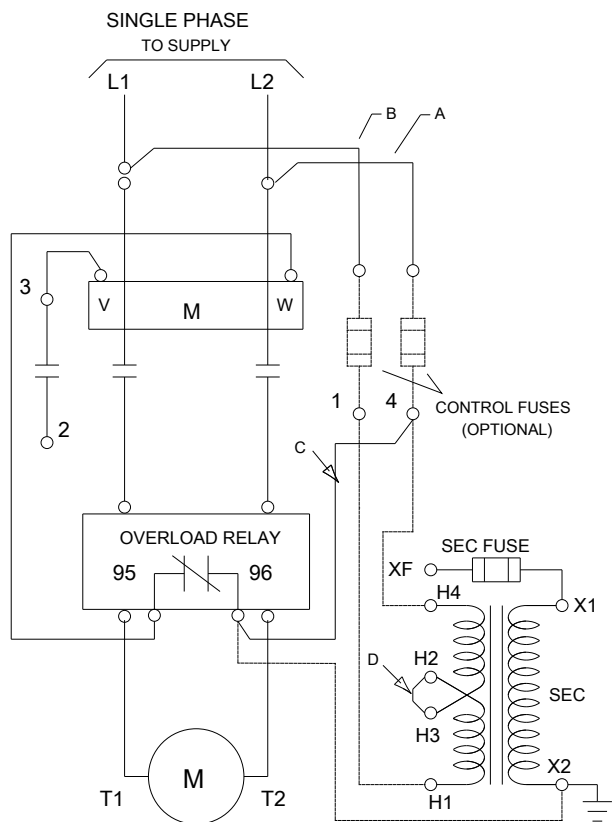 SINGLE PHASE
TO SUPPLY
L1 L2
B A
3
V M W
2
1 4
CONTROL FUSES
(OPTIONAL)
C
OVERLOAD RELAY
95 96
SEC FUSE
XF
H4 X1
H2
D
SEC
H3
X2
H1
M
T1 T2